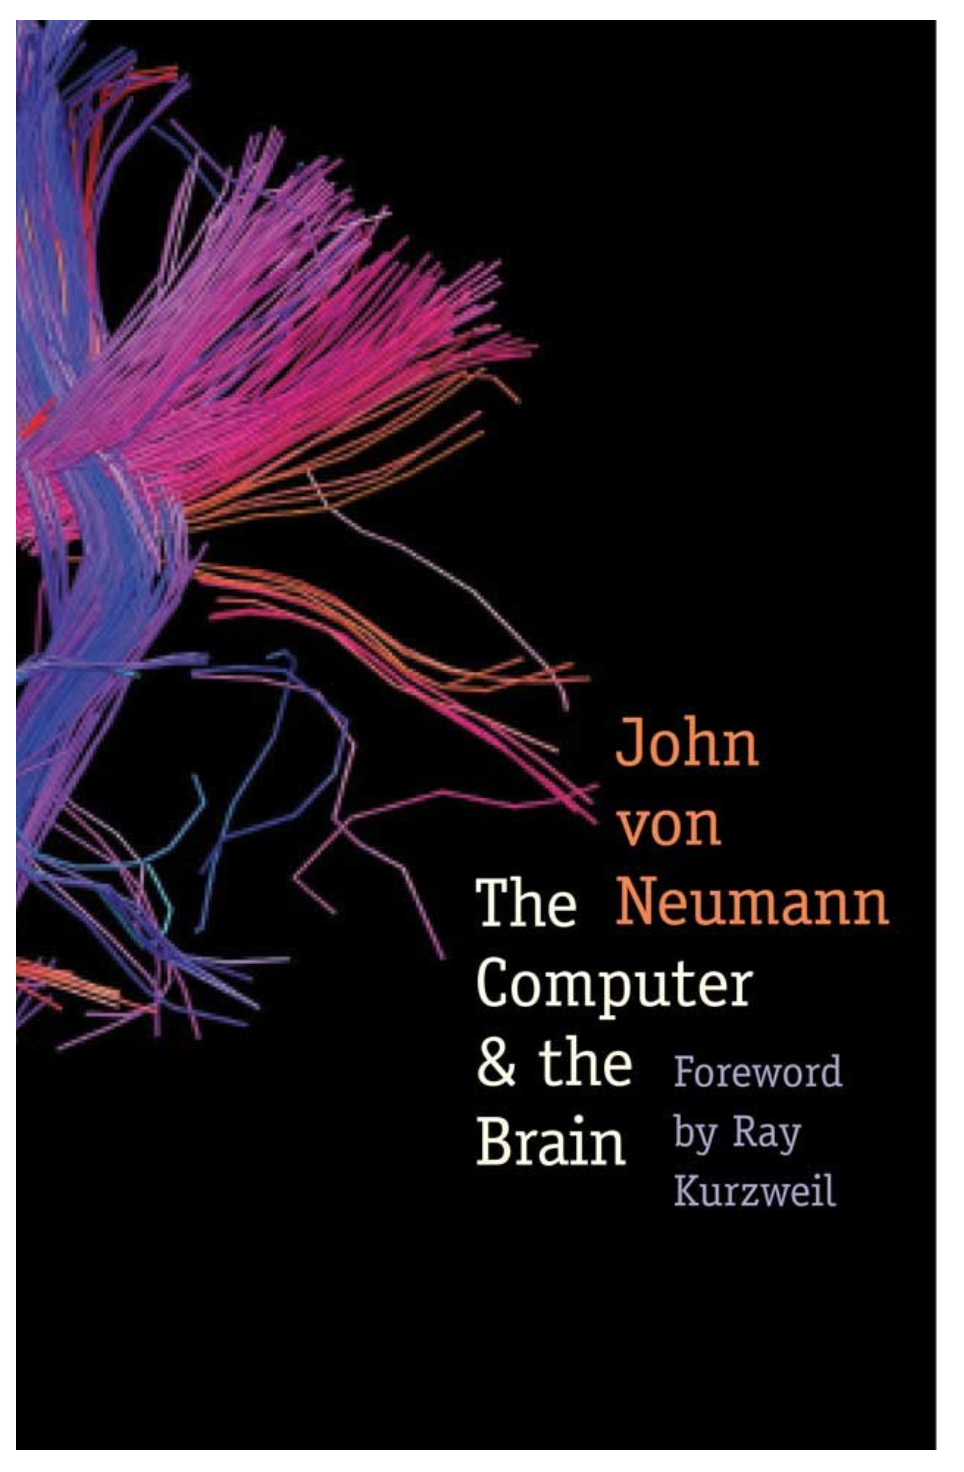 John
von
Neumann
The
Computer
& the
Brain
Foreword
by Ray
Kurzweil